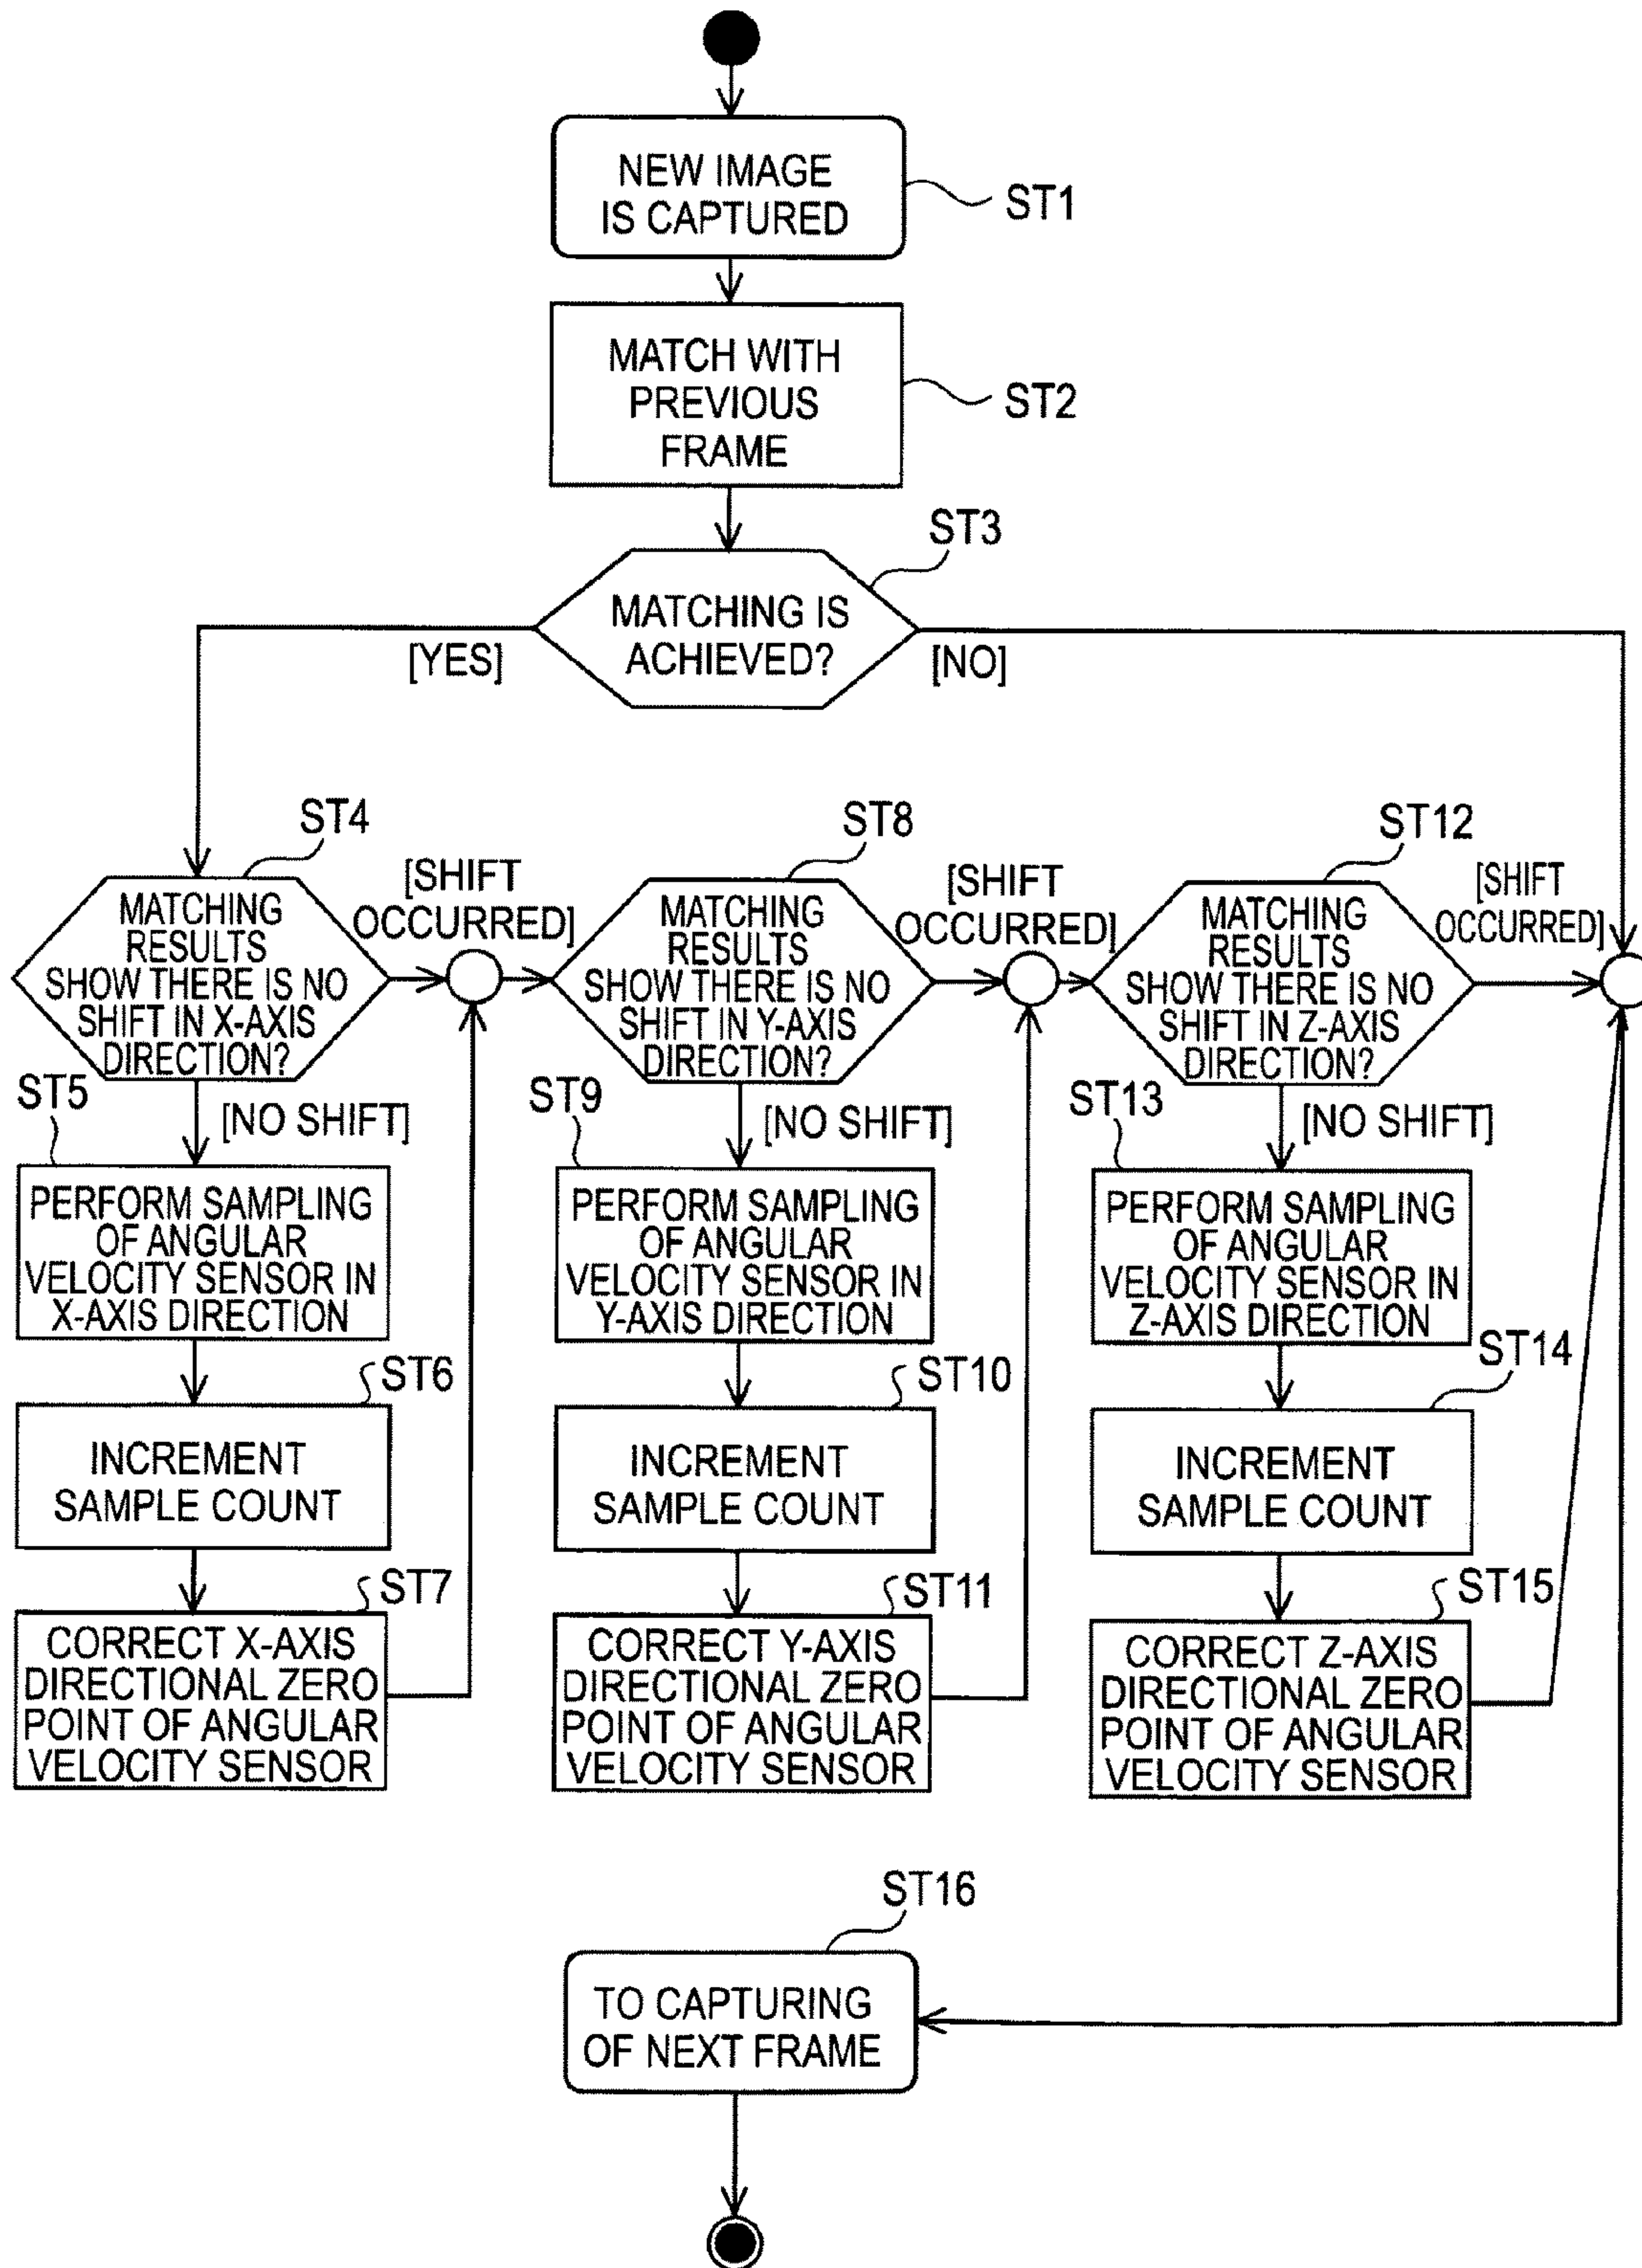 NEW IMAGE
IS CAPTURED
ST1
MATCH WITH
PREVIOUS
FRAME
ST2
ST3
MATCHING IS
ACHIEVED?
[YES]
[NO]
ST4
MATCHING
RESULTS
SHOW THERE IS NO
SHIFT IN X-AXIS
DIRECTION?
[SHIFT
OCCURRED]
[NO SHIFT]
ST5
PERFORM SAMPLING
OF ANGULAR
VELOCITY SENSOR IN
X-AXIS DIRECTION
ST6
INCREMENT
SAMPLE COUNT
ST7
CORRECT X-AXIS
DIRECTIONAL ZERO
POINT OF ANGULAR
VELOCITY SENSOR
ST8
MATCHING
RESULTS
SHOW THERE IS NO
SHIFT IN Y-AXIS
DIRECTION?
[SHIFT
OCCURRED]
[NO SHIFT]
ST9
PERFORM SAMPLING
OF ANGULAR
VELOCITY SENSOR IN
Y-AXIS DIRECTION
ST10
INCREMENT
SAMPLE COUNT
ST11
CORRECT Y-AXIS
DIRECTIONAL ZERO
POINT OF ANGULAR
VELOCITY SENSOR
ST12
MATCHING
RESULTS
SHOW THERE IS NO
SHIFT IN Z-AXIS
DIRECTION?
[SHIFT
OCCURRED]
[NO SHIFT]
ST13
PERFORM SAMPLING
OF ANGULAR
VELOCITY SENSOR IN
Z-AXIS DIRECTION
ST14
INCREMENT
SAMPLE COUNT
ST15
CORRECT Z-AXIS
DIRECTIONAL ZERO
POINT OF ANGULAR
VELOCITY SENSOR
ST16
TO CAPTURING
OF NEXT FRAME